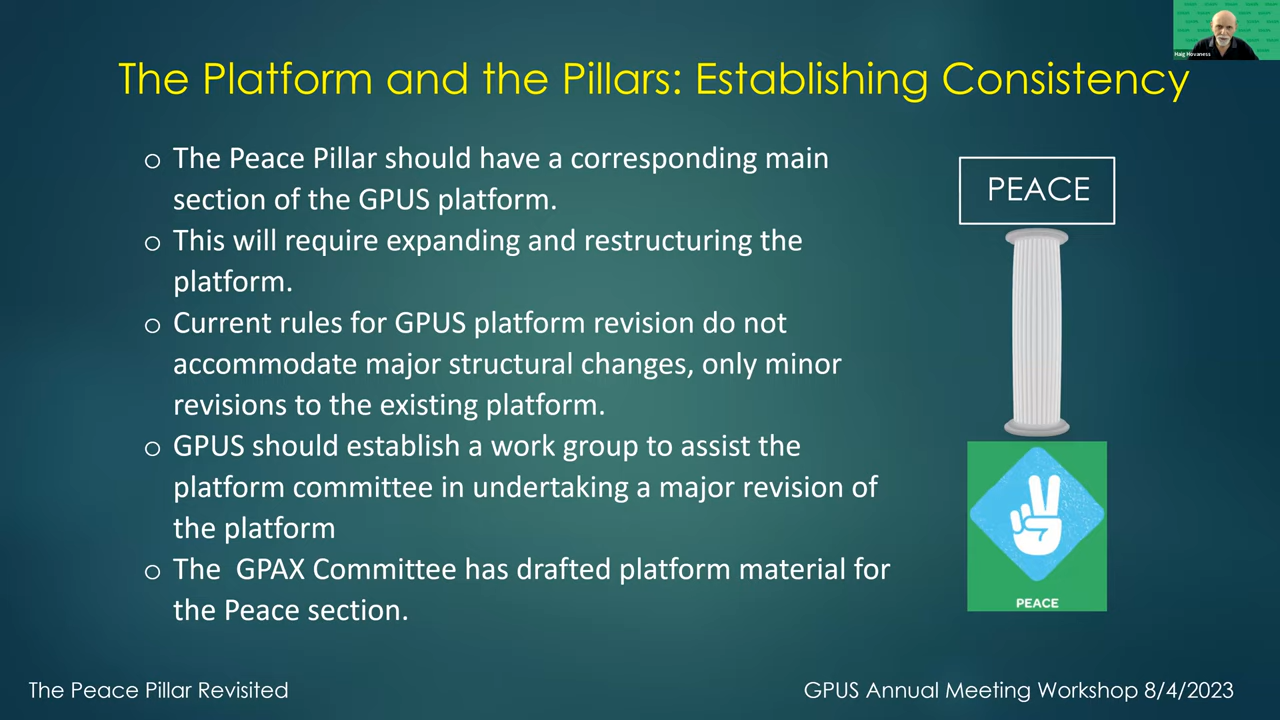 Haig Hovaness
The Platform and the Pillars: Establishing Consistency
o The Peace Pillar should have a corresponding main
section of the GPUS platform.
o This will require expanding and restructuring the
platform.
o Current rules for GPUS platform revision do not
accommodate major structural changes, only minor
revisions to the existing platform.
o GPUS should establish a work group to assist the
platform committee in undertaking a major revision of
the platform
o The GPAX Committee has drafted platform material for
the Peace section.
PEACE
PEACE
The Peace Pillar Revisited
GPUS Annual Meeting Workshop 8/4/2023